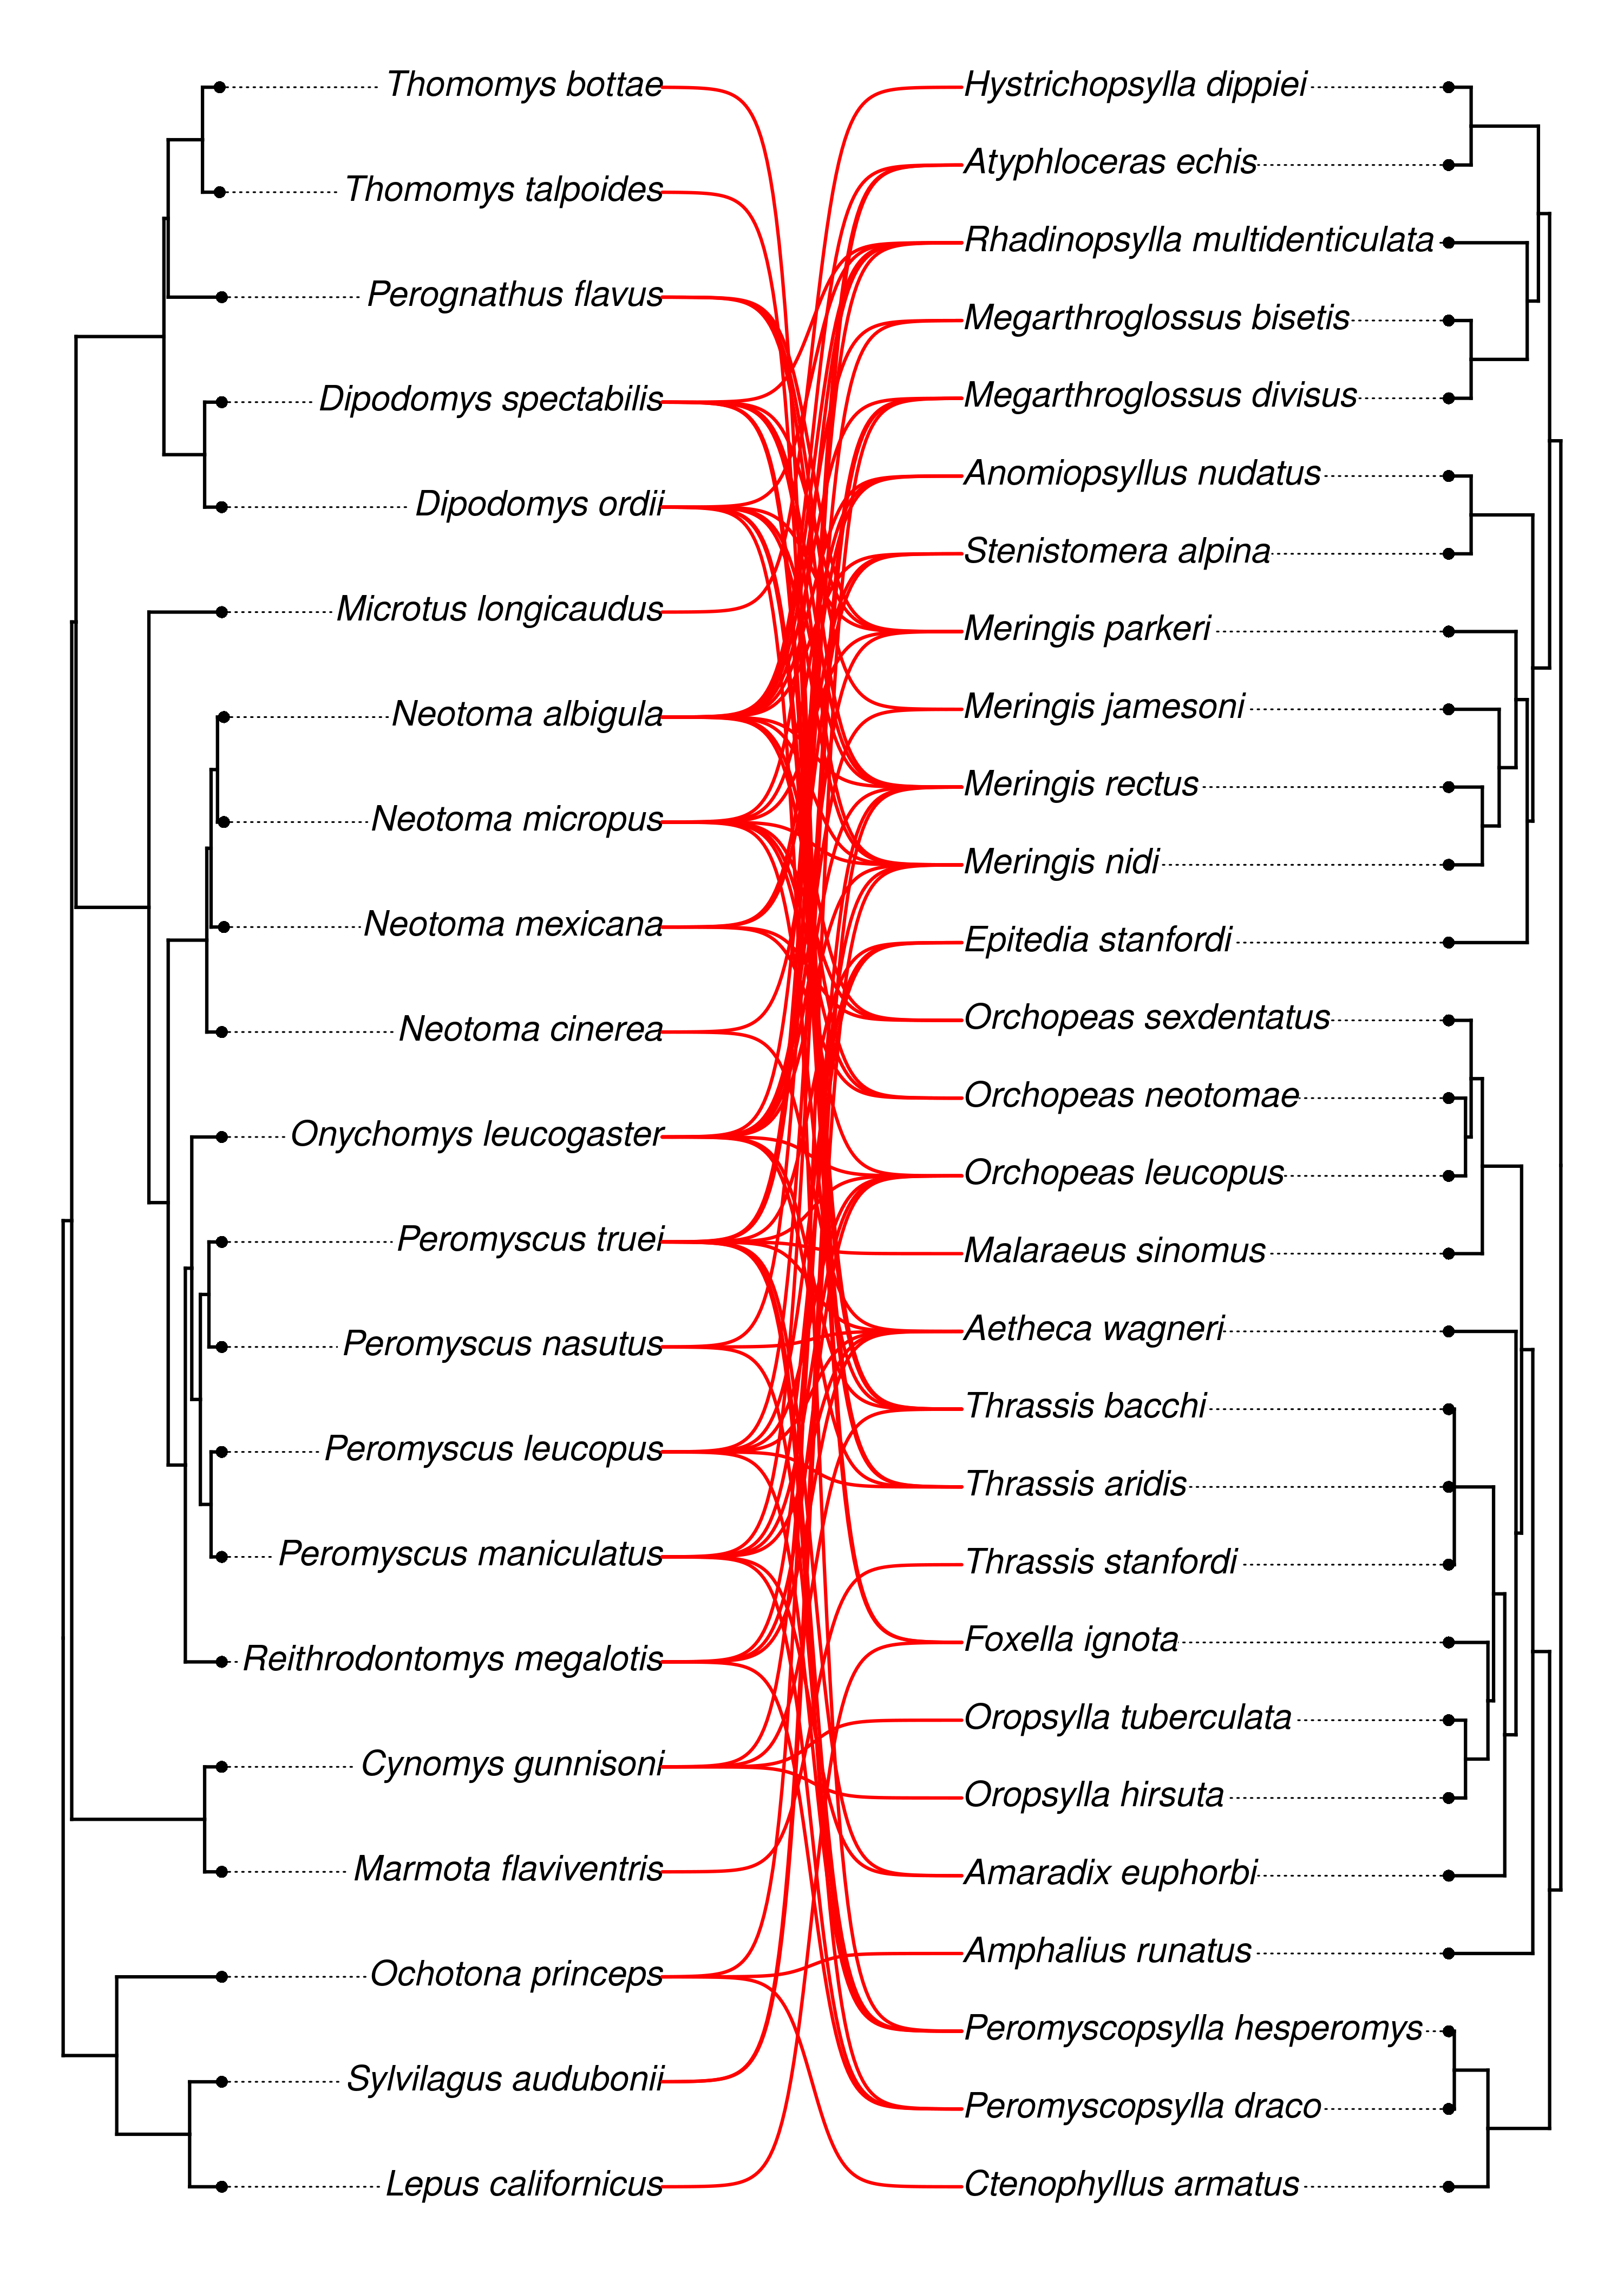 Thomomys bottae
Thomomys talpoides
Perognathus flavus
Dipodomys spectabilis
Dipodomys ordii
Microtus longicaudus
Neotoma albigula
Neotoma micropus
Neotoma mexicana
Neotoma cinerea
Onychomys leucogaster
Peromyscus truei
Peromyscus nasutus
Peromyscus leucopus
Peromyscus maniculatus
Reithrodontomys megalotis
Cynomys gunnisoni
Marmota flaviventris
Ochotona princeps
Sylvilagus audubonii
Lepus californicus
Hystrichopsylla dippiei
Atyphloceras echis
Rhadinopsylla multidenticulata
Megarthroglossus bisetis
Megarthroglossus divisus
Anomiopsyllus nudatus
Stenistomera alpina
Meringis parkeri
Meringis jamesoni
Meringis rectus
Meringis nidi
Epitedia stanfordi
Orchopeas sexdentatus
Orchopeas neotomae
Orchopeas leucopus
Malaraeus sinomus
Aetheca wagneri
Thrassis bacchi
Thrassis aridis
Thrassis stanfordi
Foxella ignota
Oropsylla tuberculata
Oropsylla hirsuta
Amaradix euphorbi
Amphalius runatus
Peromyscopsylla hesperomys
Peromyscopsylla draco
Ctenophyllus armatus